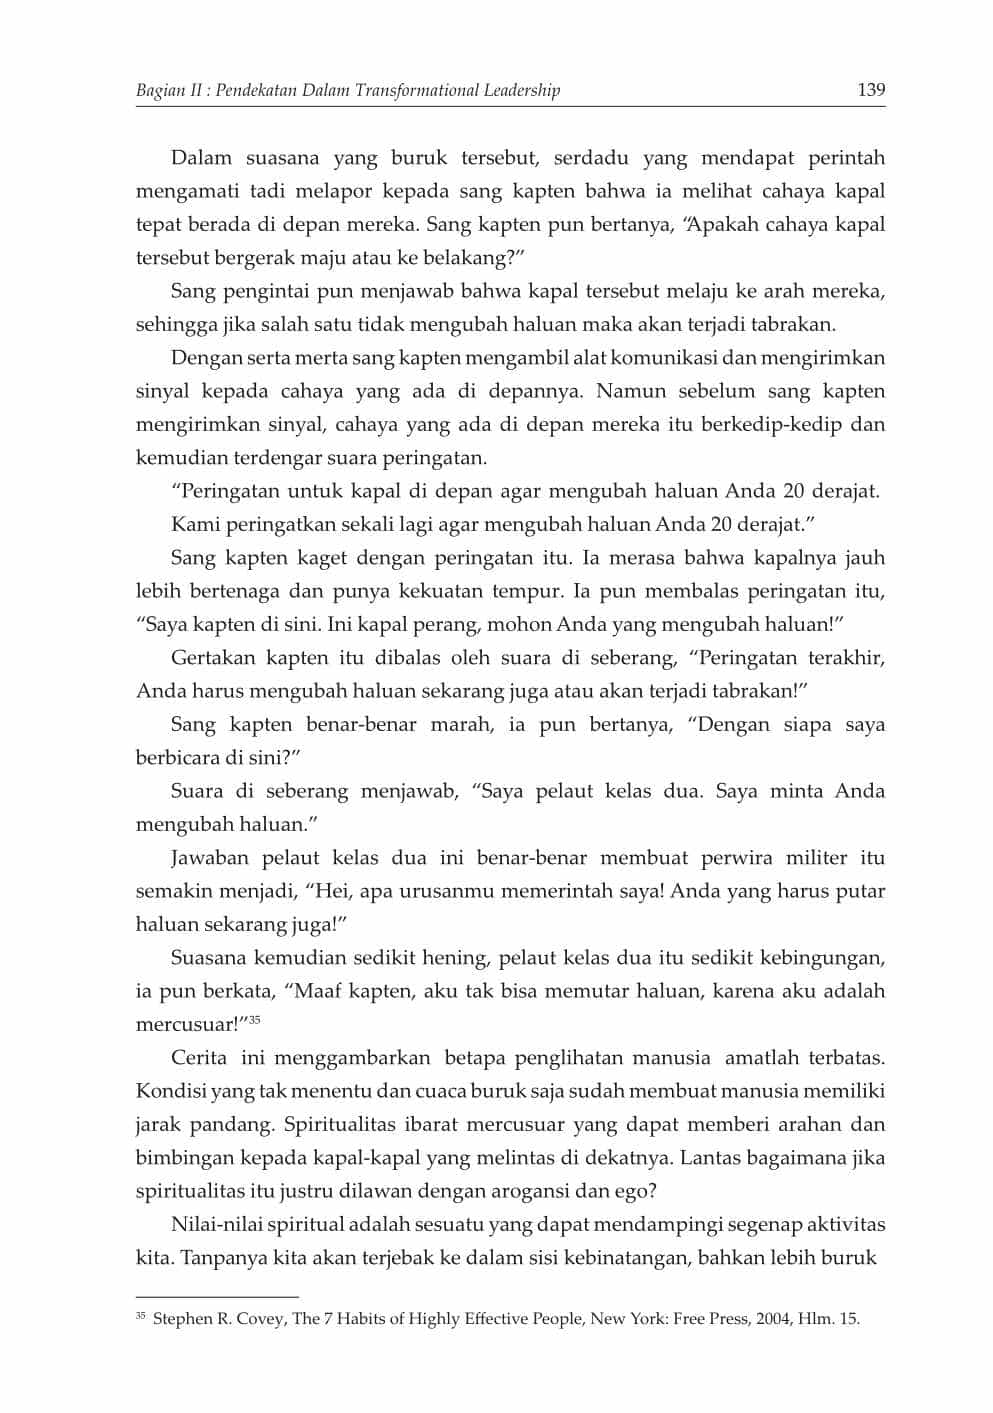 Bagian II : Pendekatan Dalam Transformational Leadership 139
Dalam suasana yang buruk tersebut, serdadu yang mendapat perintah
mengamati tadi melapor kepada sang kapten bahwa ia melihat cahaya kapal
tepat berada di depan mereka. Sang kapten pun bertanya, “Apakah cahaya kapal
tersebut bergerak maju atau ke belakang?”
Sang pengintai pun menjawab bahwa kapal tersebut melaju ke arah mereka,
sehingga jika salah satu tidak mengubah haluan maka akan terjadi tabrakan.
Dengan serta merta sang kapten mengambil alat komunikasi dan mengirimkan
sinyal kepada cahaya yang ada di depannya. Namun sebelum sang kapten
mengirimkan sinyal, cahaya yang ada di depan mereka itu berkedip-kedip dan
kemudian terdengar suara peringatan.
“Peringatan untuk kapal di depan agar mengubah haluan Anda 20 derajat.
Kami peringatkan sekali lagi agar mengubah haluan Anda 20 derajat.”
Sang kapten kaget dengan peringatan itu. Ia merasa bahwa kapalnya jauh
lebih bertenaga dan punya kekuatan tempur. Ia pun membalas peringatan itu,
“Saya kapten di sini. Ini kapal perang, mohon Anda yang mengubah haluan!”
Gertakan kapten itu dibalas oleh suara di seberang, “Peringatan terakhir,
Anda harus mengubah haluan sekarang juga atau akan terjadi tabrakan!”
Sang kapten benar-benar marah, ia pun bertanya, “Dengan siapa saya
berbicara di sini?”
Suara di seberang menjawab, “Saya pelaut kelas dua. Saya minta Anda
mengubah haluan.”
Jawaban pelaut kelas dua ini benar-benar membuat perwira militer itu
semakin menjadi, “Hei, apa urusanmu memerintah saya! Anda yang harus putar
haluan sekarang juga!”
Suasana kemudian sedikit hening, pelaut kelas dua itu sedikit kebingungan,
ia pun berkata, “Maaf kapten, aku tak bisa memutar haluan, karena aku adalah
mercusuar!”35
Cerita ini menggambarkan betapa penglihatan manusia amatlah terbatas.
Kondisi yang tak menentu dan cuaca buruk saja sudah membuat manusia memiliki
jarak pandang. Spiritualitas ibarat mercusuar yang dapat memberi arahan dan
bimbingan kepada kapal-kapal yang melintas di dekatnya. Lantas bagaimana jika
spiritualitas itu justru dilawan dengan arogansi dan ego?
Nilai-nilai spiritual adalah sesuatu yang dapat mendampingi segenap aktivitas
kita. Tanpanya kita akan terjebak ke dalam sisi kebinatangan, bahkan lebih buruk
35 Stephen R. Covey, The 7 Habits of Highly Effective People, New York: Free Press, 2004, Hlm. 15.